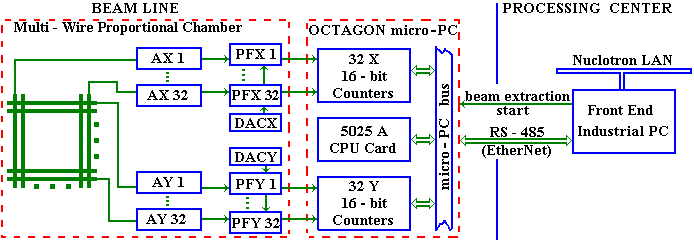 BEAM LINE
PROCESSING CENTER
Multi - Wire Proportional Chamber
OCTAGON micro-PC
AX 1
PFX 1
AX 32
PFX 32
DACX
DACY
AY 1
PFY 1
AY 32
PFY 32
32 X
16 - bit
Counters
5025 A
CPU Card
32 Y
16 - bit
Counters
micro - PC bus
Nuclotron LAN
beam extraction
start
RS - 485
(EtherNet)
Front End
Industrial PC